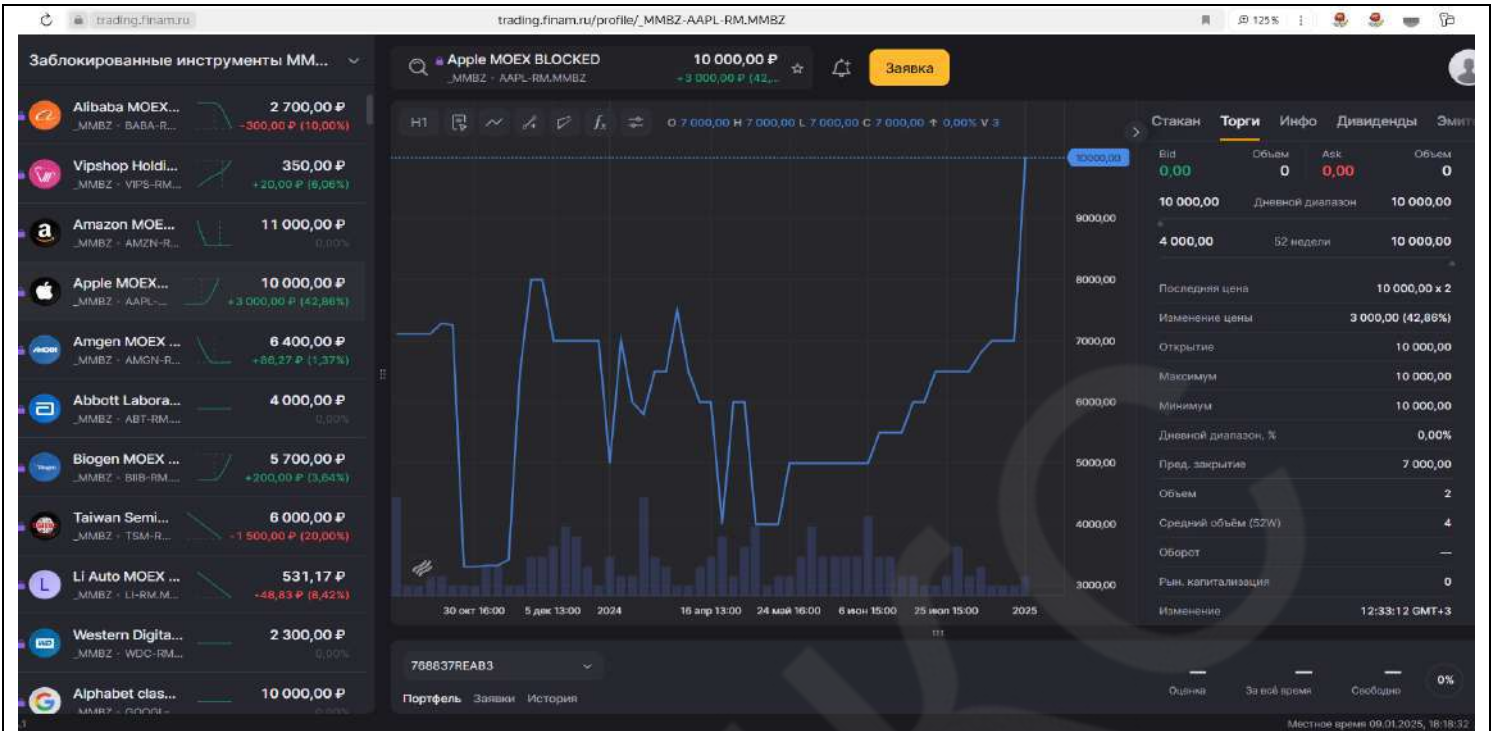 trading.finam.ru
trading.finam.ru/profile/_MMBZ-AAPL-RM.MMBZ
125 %
Заблокированные инструменты MM...
Alibaba MOEX... 2 700,00 ₽
_MMBZ - BABA-R... -300,00 ₽ (10,00%)
Vipshop Holdi... 350,00 ₽
_MMBZ - VIPS-RM... +20,00 ₽ (6,06%)
Amazon MOE... 11 000,00 ₽
_MMBZ - AMZN-R... 0,00%
Apple MOEX... 10 000,00 ₽
_MMBZ - AAPL-... +3 000,00 ₽ (42,86%)
Amgen MOEX ... 6 400,00 ₽
_MMBZ - AMGN-R... +86,27 ₽ (1,37%)
Abbott Labora... 4 000,00 ₽
_MMBZ - ABT-RM.... 0,00%
Biogen MOEX ... 5 700,00 ₽
_MMBZ - BIIB-RM.... +200,00 ₽ (3,64%)
Taiwan Semi... 6 000,00 ₽
_MMBZ - TSM-R... -1 500,00 ₽ (20,00%)
L
Li Auto MOEX ... 531,17 ₽
_MMBZ - LI-RM.M... -48,83 ₽ (8,42%)
Western Digita... 2 300,00 ₽
_MMBZ - WDC-RM... 0,00%
Alphabet clas... 10 000,00 ₽
_MMBZ - GOOGL-... 0,00%
Apple MOEX BLOCKED 10 000,00 ₽
_MMBZ - AAPL-RM.MMBZ +3 000,00 ₽ (42,...
Заявка
H1
O 7 000,00 H 7 000,00 L 7 000,00 C 7 000,00 ↑ 0,00% V 3
10000,00
9000,00
8000,00
7000,00
6000,00
5000,00
4000,00
3000,00
30 окт 16:00 5 дек 13:00 2024 16 апр 13:00 24 май 16:00 6 июн 15:00 25 июл 15:00 2025
768837REAB3
Портфель Заявки История
Стакан Торги Инфо Дивиденды Эмит
Bid Объем Ask Объем
0,00 0 0,00 0
10 000,00 Дневной диапазон 10 000,00
4 000,00 52 недели 10 000,00
Последняя цена 10 000,00 x 2
Изменение цены 3 000,00 (42,86%)
Открытие 10 000,00
Максимум 10 000,00
Минимум 10 000,00
Дневной диапазон, % 0,00%
Пред. закрытие 7 000,00
Объем 2
Средний объём (52W) 4
Оборот —
Рын. капитализация 0
Изменение 12:33:12 GMT+3
— — — 0%
Оценка За всё время Свободно
Местное время 09.01.2025, 18:18:32